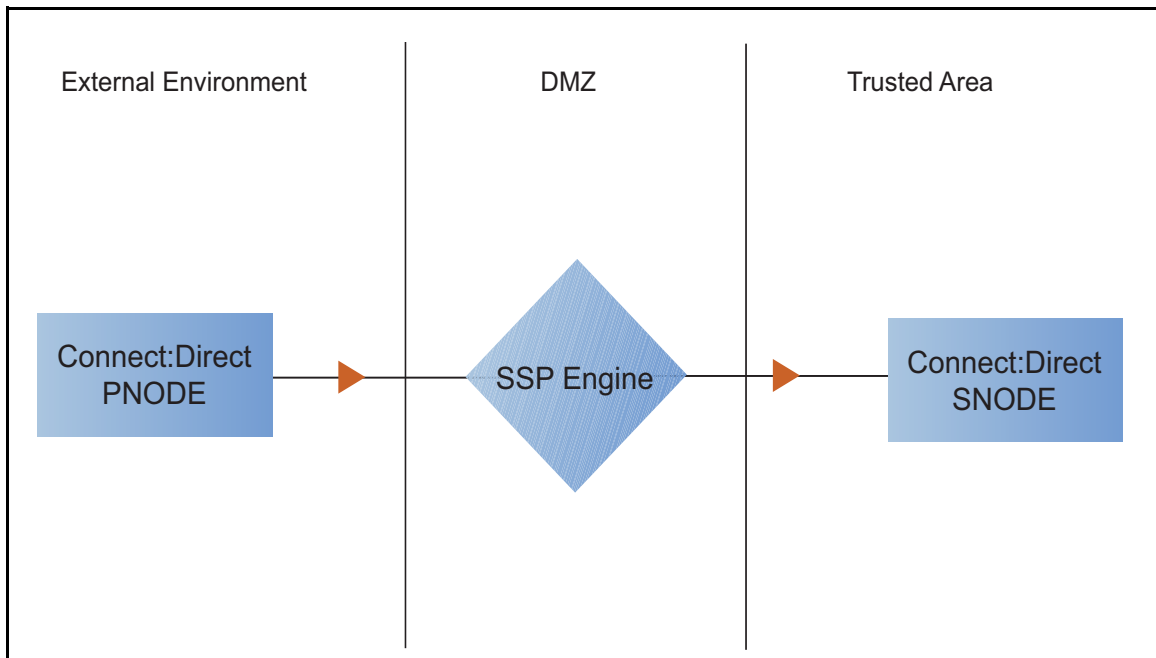 External Environment
DMZ
Trusted Area
Connect:Direct
PNODE
SSP Engine
Connect:Direct
SNODE